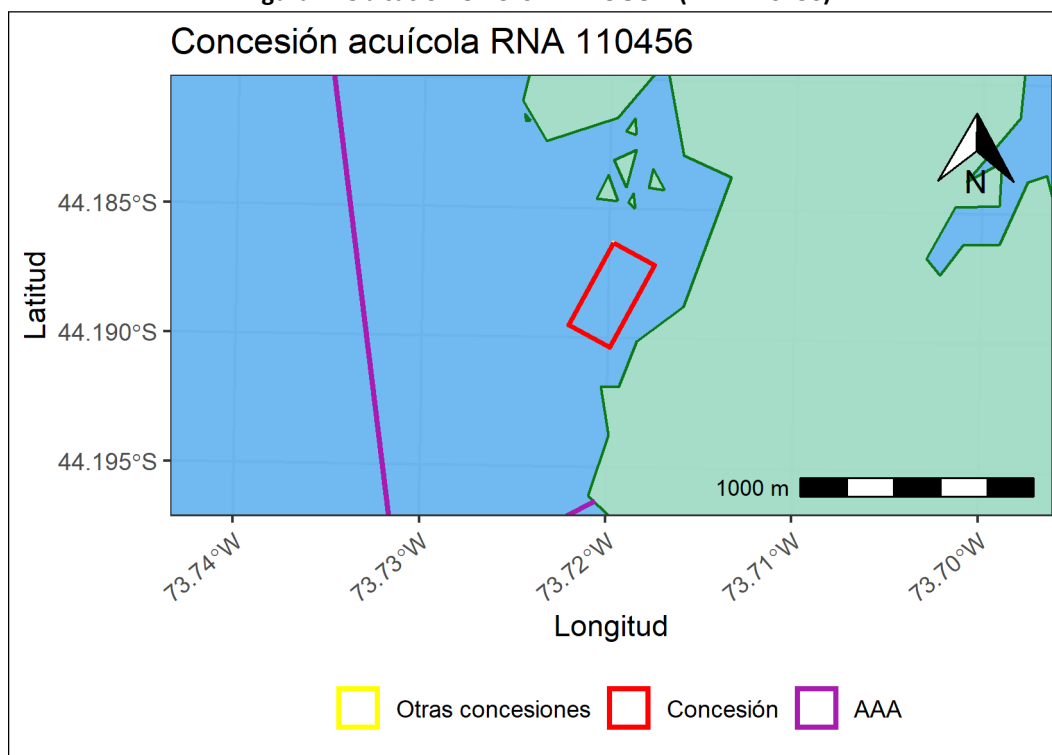 Concesión acuícola RNA 110456
N
44.185°S
44.190°S
44.195°S
Latitud
1000 m
73.74°W
73.73°W
73.72°W
73.71°W
73.70°W
Longitud
Otras concesiones
Concesión
AAA